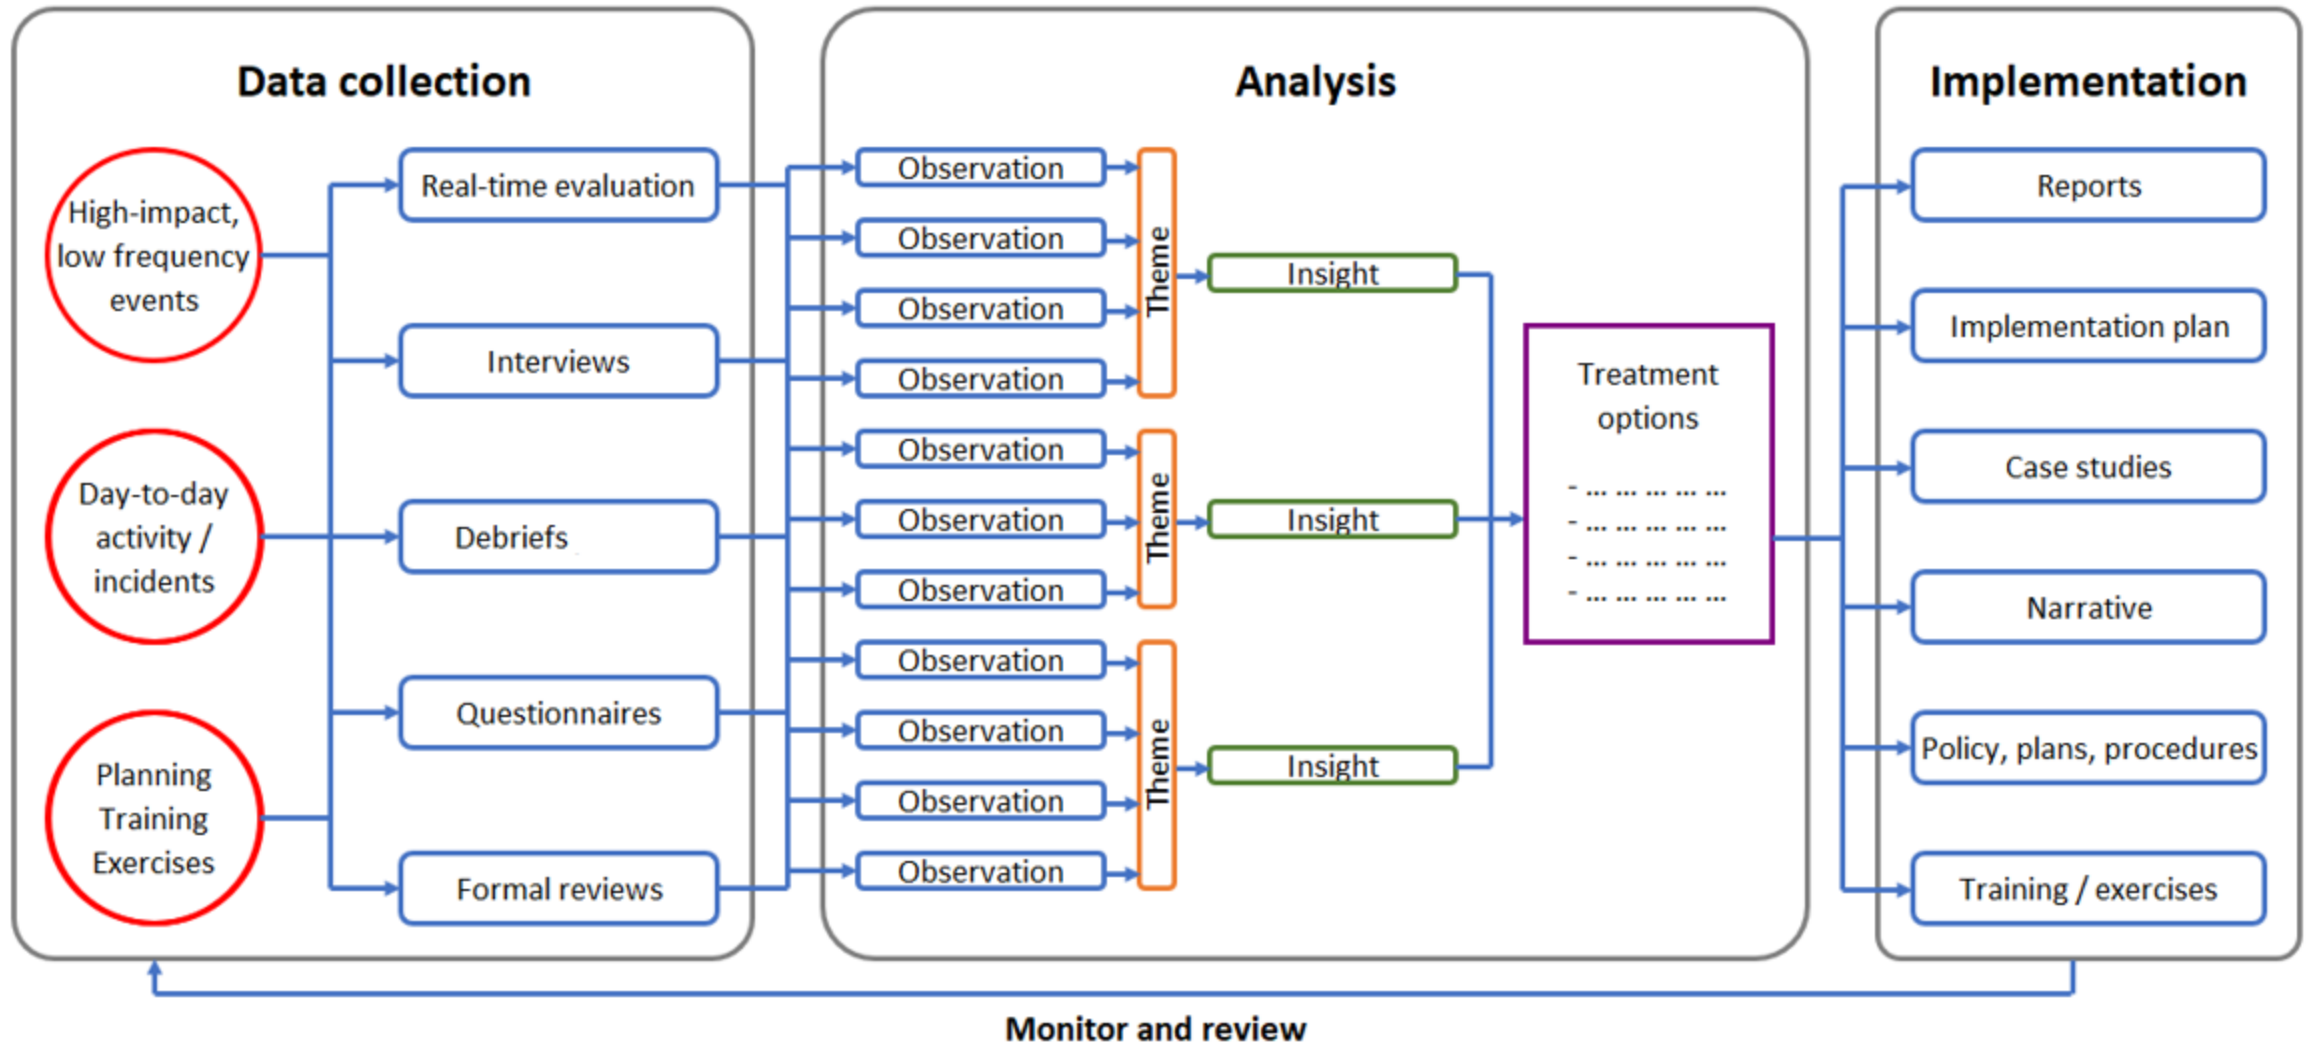 Data collection
High-impact,
low frequency
events
Day-to-day
activity /
incidents
Planning
Training
Exercises
Real-time evaluation
Interviews
Debriefs
Questionnaires
Formal reviews
Analysis
Observation
Observation
Observation
Observation
Observation
Observation
Observation
Observation
Observation
Observation
Observation
Theme
Theme
Theme
Insight
Insight
Insight
Treatment
options
- ... ... ... ... ...
- ... ... ... ... ...
- ... ... ... ... ...
- ... ... ... ... ...
Implementation
Reports
Implementation plan
Case studies
Narrative
Policy, plans, procedures
Training / exercises
Monitor and review